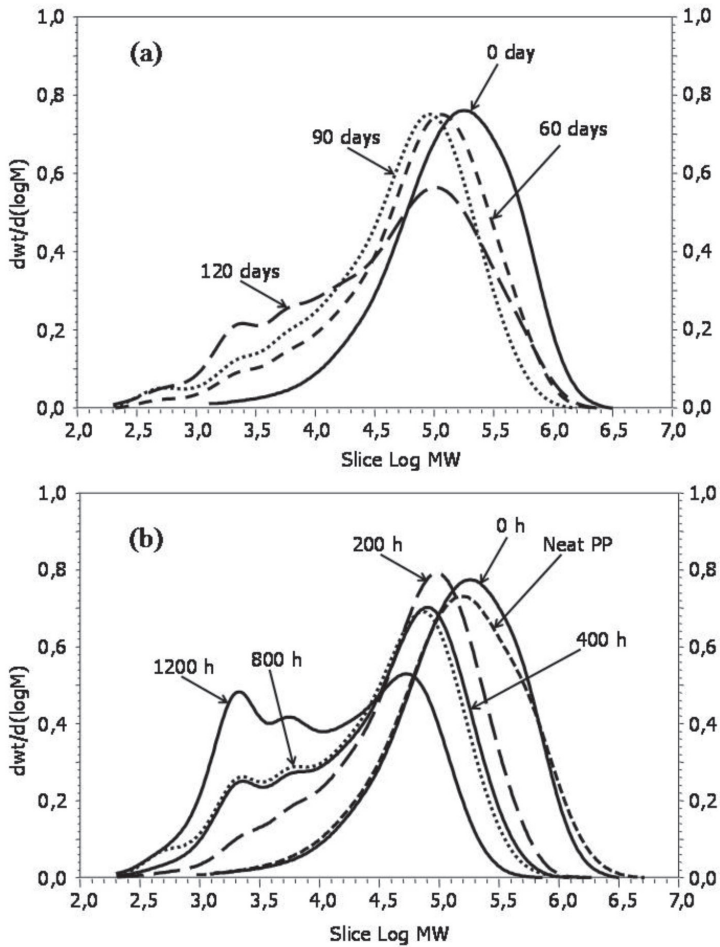 (a)
0 day
90 days
60 days
120 days
dwt/d(logM)
1,0 1,0
0,8 0,8
0,6 0,6
0,4 0,4
0,2 0,2
0,0 0,0
2,0 2,5 3,0 3,5 4,0 4,5 5,0 5,5 6,0 6,5 7,0
Slice Log MW
(b)
0 h
200 h
Neat PP
400 h
800 h
1200 h
dwt/d(logM)
1,0 1,0
0,8 0,8
0,6 0,6
0,4 0,4
0,2 0,2
0,0 0,0
2,0 2,5 3,0 3,5 4,0 4,5 5,0 5,5 6,0 6,5 7,0
Slice Log MW